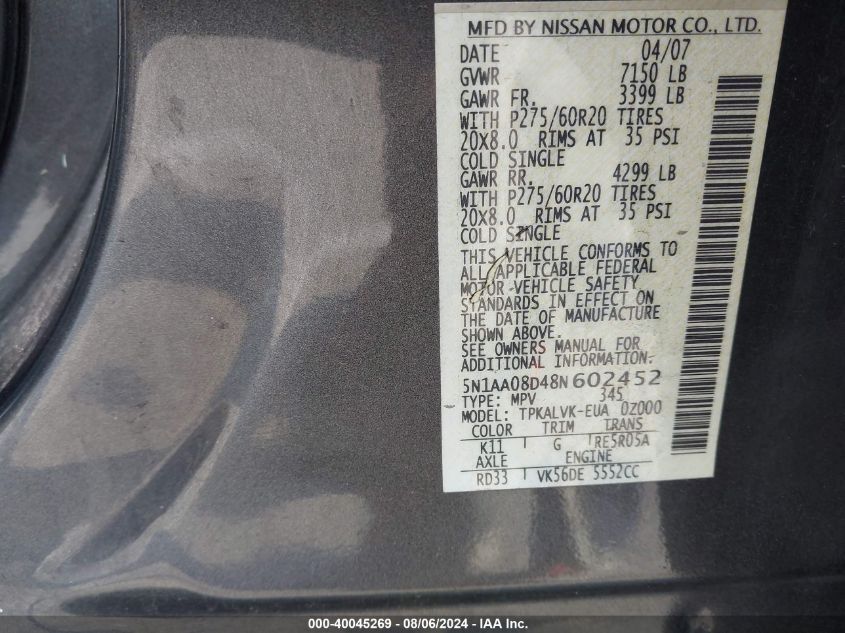 MFD BY NISSAN MOTOR CO., LTD.
DATE 04/07
GVWR 7150 LB
GAWR FR. 3399 LB
WITH P275/60R20 TIRES
20X8.0 RIMS AT 35 PSI
COLD SINGLE
GAWR RR. 4299 LB
WITH P275/60R20 TIRES
20X8.0 RIMS AT 35 PSI
COLD SINGLE
THIS VEHICLE CONFORMS TO
ALL APPLICABLE FEDERAL
MOTOR VEHICLE SAFETY
STANDARDS IN EFFECT ON
THE DATE OF MANUFACTURE
SHOWN ABOVE.
SEE OWNERS MANUAL FOR
ADDITIONAL INFORMATION.
5N1AA08D48N602452
TYPE: MPV 345
MODEL: TPKALVK-EUA 0Z000
COLOR TRIM TRANS
K11 G RE5R05A
AXLE ENGINE
RD33 VK56DE 5552CC
000-40045269 - 08/06/2024 - IAA Inc.